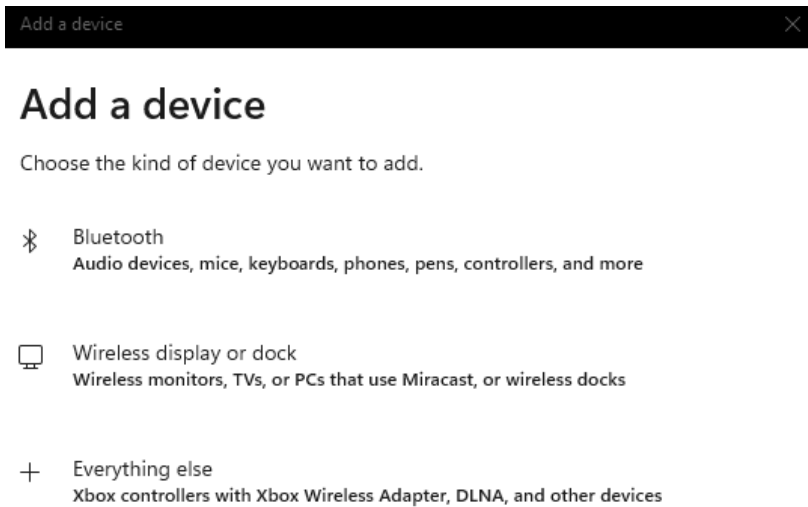 Add a device
Add a device
Choose the kind of device you want to add.
Bluetooth
Audio devices, mice, keyboards, phones, pens, controllers, and more
Wireless display or dock
Wireless monitors, TVs, or PCs that use Miracast, or wireless docks
Everything else
Xbox controllers with Xbox Wireless Adapter, DLNA, and other devices